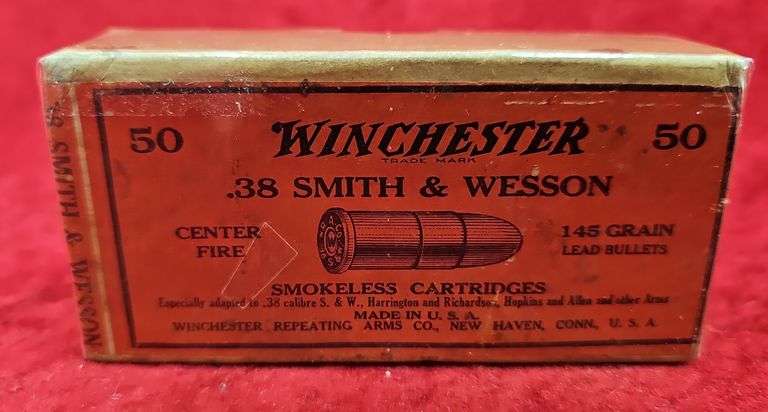 50 WINCHESTER 50
TRADE MARK
.38 SMITH & WESSON
CENTER FIRE
145 GRAIN
LEAD BULLETS
SMOKELESS CARTRIDGES
Especially adapted to .38 calibre S. & W., Harrington and Richardson, Hopkins and Allen and other Arms
MADE IN U. S. A.
WINCHESTER REPEATING ARMS CO., NEW HAVEN, CONN., U. S. A.
SMITH & WESSON